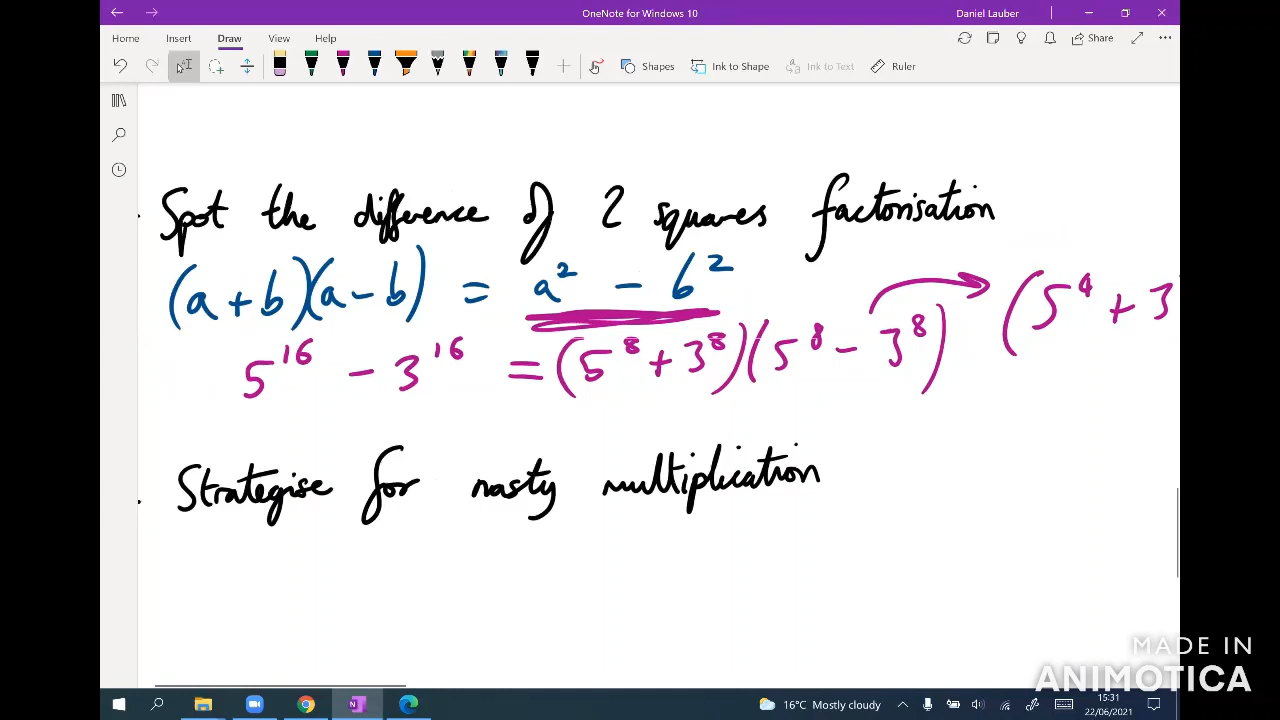 OneNote for Windows 10
Daniel Lauber
Home Insert Draw View Help
Share
Shapes Ink to Shape Ink to Text Ruler
Spot the difference of 2 squares factorisation
(a + b)(a - b) = a² - b²
(5⁴ + 3
5¹⁶ - 3¹⁶ = (5⁸ + 3⁸)(5⁸ - 3⁸)
Strategise for nasty multiplication
MADE IN
ANIMOTICA
16°C Mostly cloudy
15:31
22/06/2021